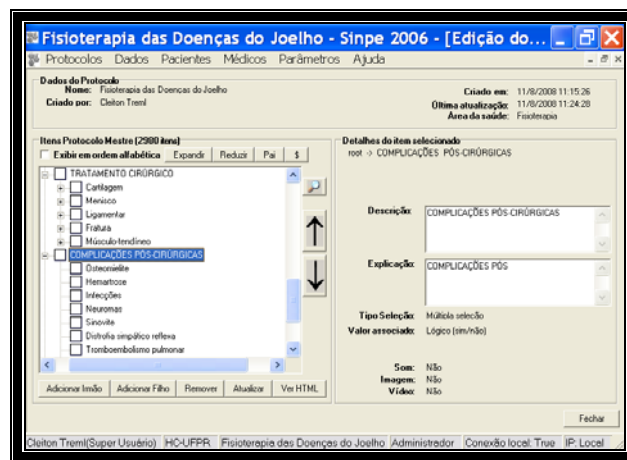 Fisioterapia das Doenças do Joelho - Sinpe 2006 - [Edição do...
Protocolos Dados Pacientes Médicos Parâmetros Ajuda
Dados do Protocolo
Nome: Fisioterapia das Doenças do Joelho
Criado por: Cleiton Treml
Criado em: 11/8/2008 11:15:26
Última atualização: 11/8/2008 11:24:28
Área da saúde: Fisioterapia
Itens Protocolo Mestre (2980 itens)
Exibir em ordem alfabética Expandir Reduzir Pai $
TRATAMENTO CIRÚRGICO
Cartilagem
Menisco
Ligamentar
Fratura
Músculo-tendíneo
COMPLICAÇÕES PÓS-CIRÚRGICAS
Osteomielite
Hemartrose
Infecções
Neuromas
Sinovite
Distrofia simpático reflexa
Tromboembolismo pulmonar
Adicionar Irmão Adicionar Filho Remover Atualizar Ver HTML
Detalhes do item selecionado
root -> COMPLICAÇÕES PÓS-CIRÚRGICAS
Descrição: COMPLICAÇÕES PÓS-CIRÚRGICAS
Explicação: COMPLICAÇÕES PÓS
Tipo Seleção: Múltipla seleção
Valor associado: Lógico (sim/não)
Som: Não
Imagem: Não
Vídeo: Não
Fechar
Cleiton Treml(Super Usuário) HC-UFPR Fisioterapia das Doenças do Joelho Administrador Conexão local: True IP: Local